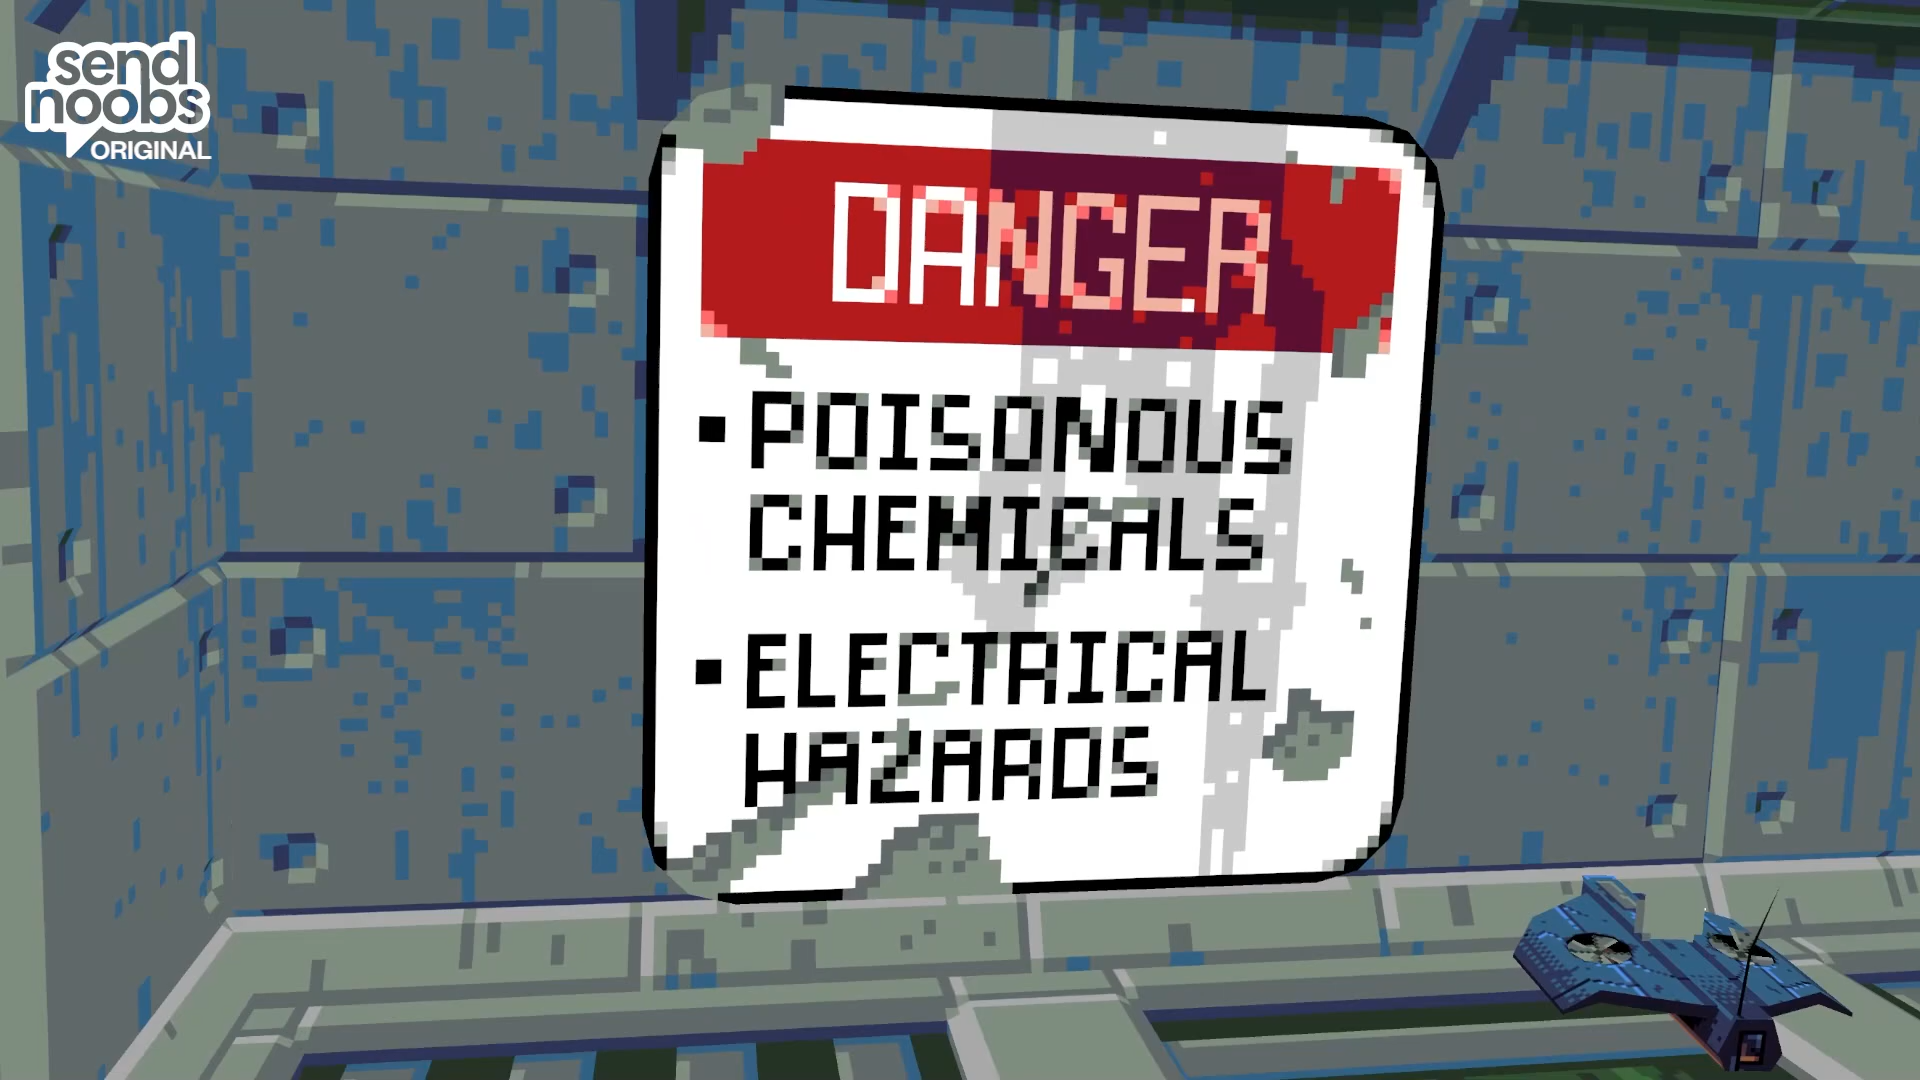 send
noobs
ORIGINAL
DANGER
▪ POISONOUS
CHEMICALS
▪ ELECTRICAL
HAZARDS